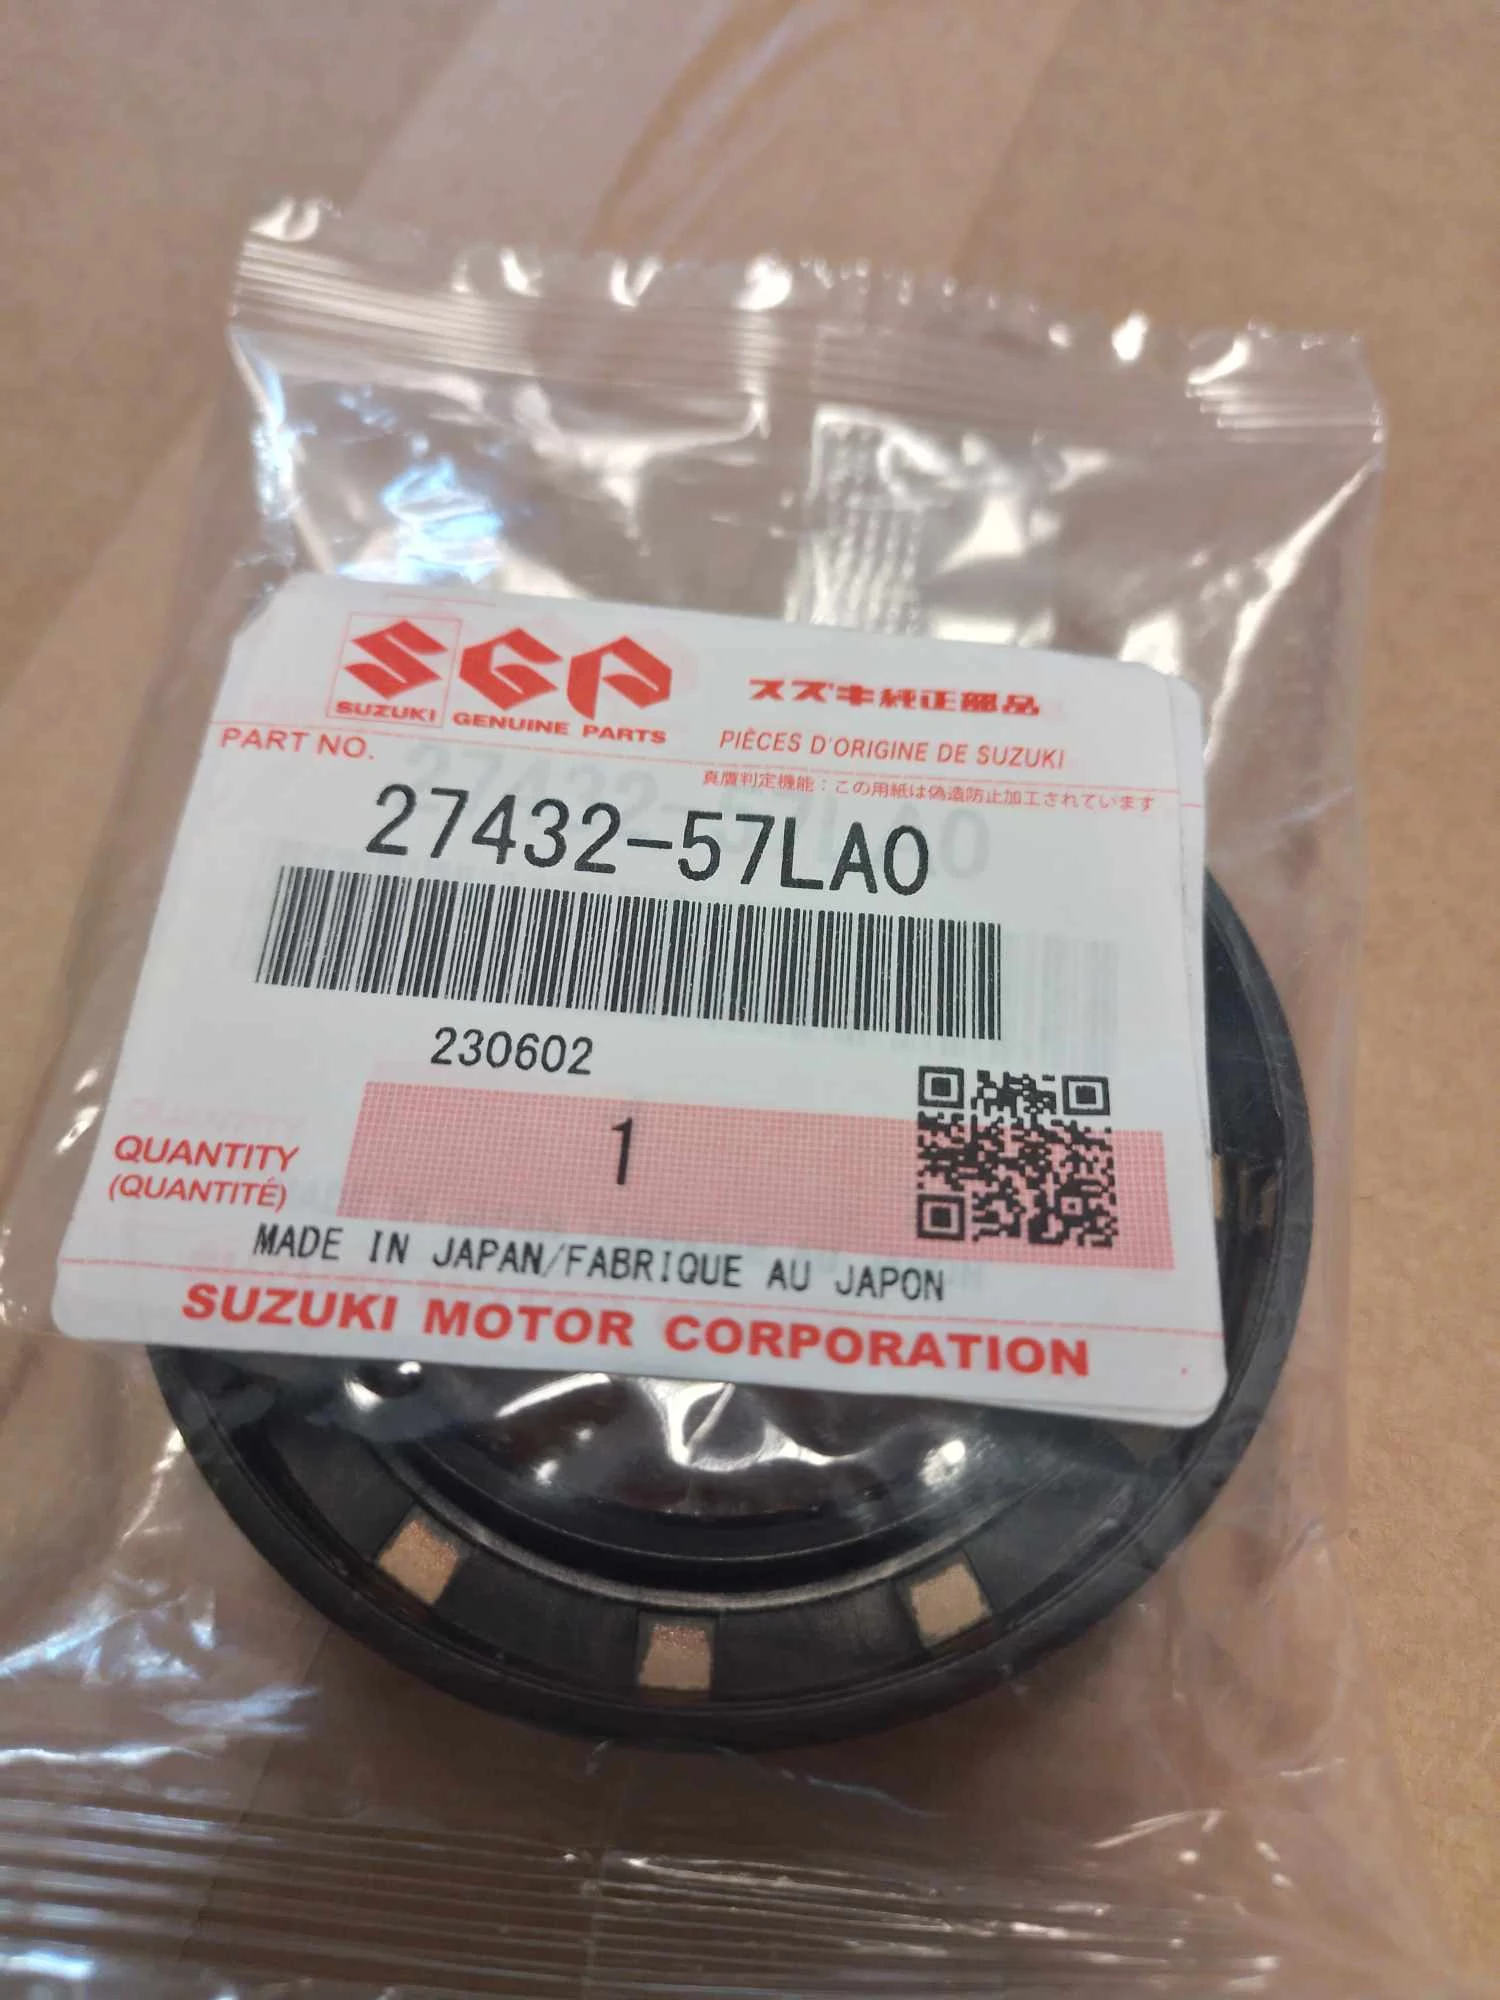 SGP
SUZUKI GENUINE PARTS
スズキ純正部品
PIÈCES D'ORIGINE DE SUZUKI
PART NO.
真贋判定機能：この用紙は偽造防止加工されています
27432-57LA0
230602
QUANTITY
(QUANTITÉ)
1
MADE IN JAPAN/FABRIQUE AU JAPON
SUZUKI MOTOR CORPORATION